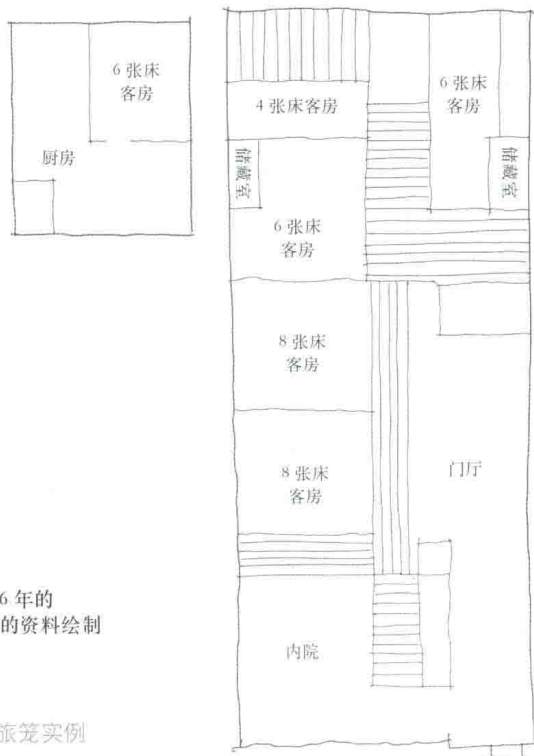 6 张床
客房
厨房
4 张床客房
6 张床
客房
储藏室
储藏室
6 张床
客房
8 张床
客房
8 张床
客房
门厅
内院
6 年的
的资料绘制
旅笼实例